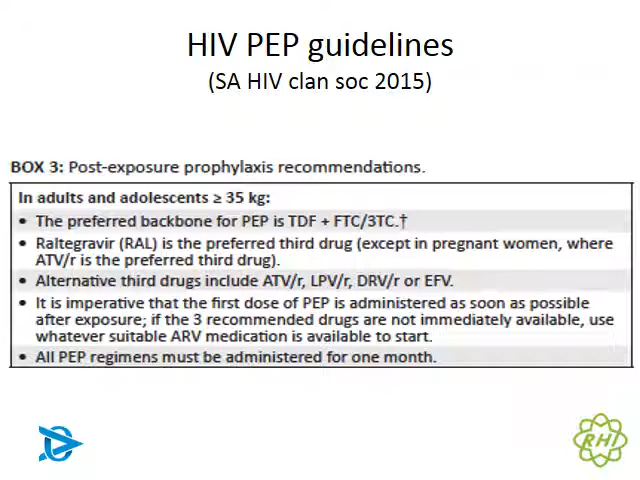 HIV PEP guidelines
(SA HIV clan soc 2015)
BOX 3: Post-exposure prophylaxis recommendations.
In adults and adolescents ≥ 35 kg:
• The preferred backbone for PEP is TDF + FTC/3TC.†
• Raltegravir (RAL) is the preferred third drug (except in pregnant women, where
ATV/r is the preferred third drug).
• Alternative third drugs include ATV/r, LPV/r, DRV/r or EFV.
• It is imperative that the first dose of PEP is administered as soon as possible
after exposure; if the 3 recommended drugs are not immediately available, use
whatever suitable ARV medication is available to start.
• All PEP regimens must be administered for one month.
RHI